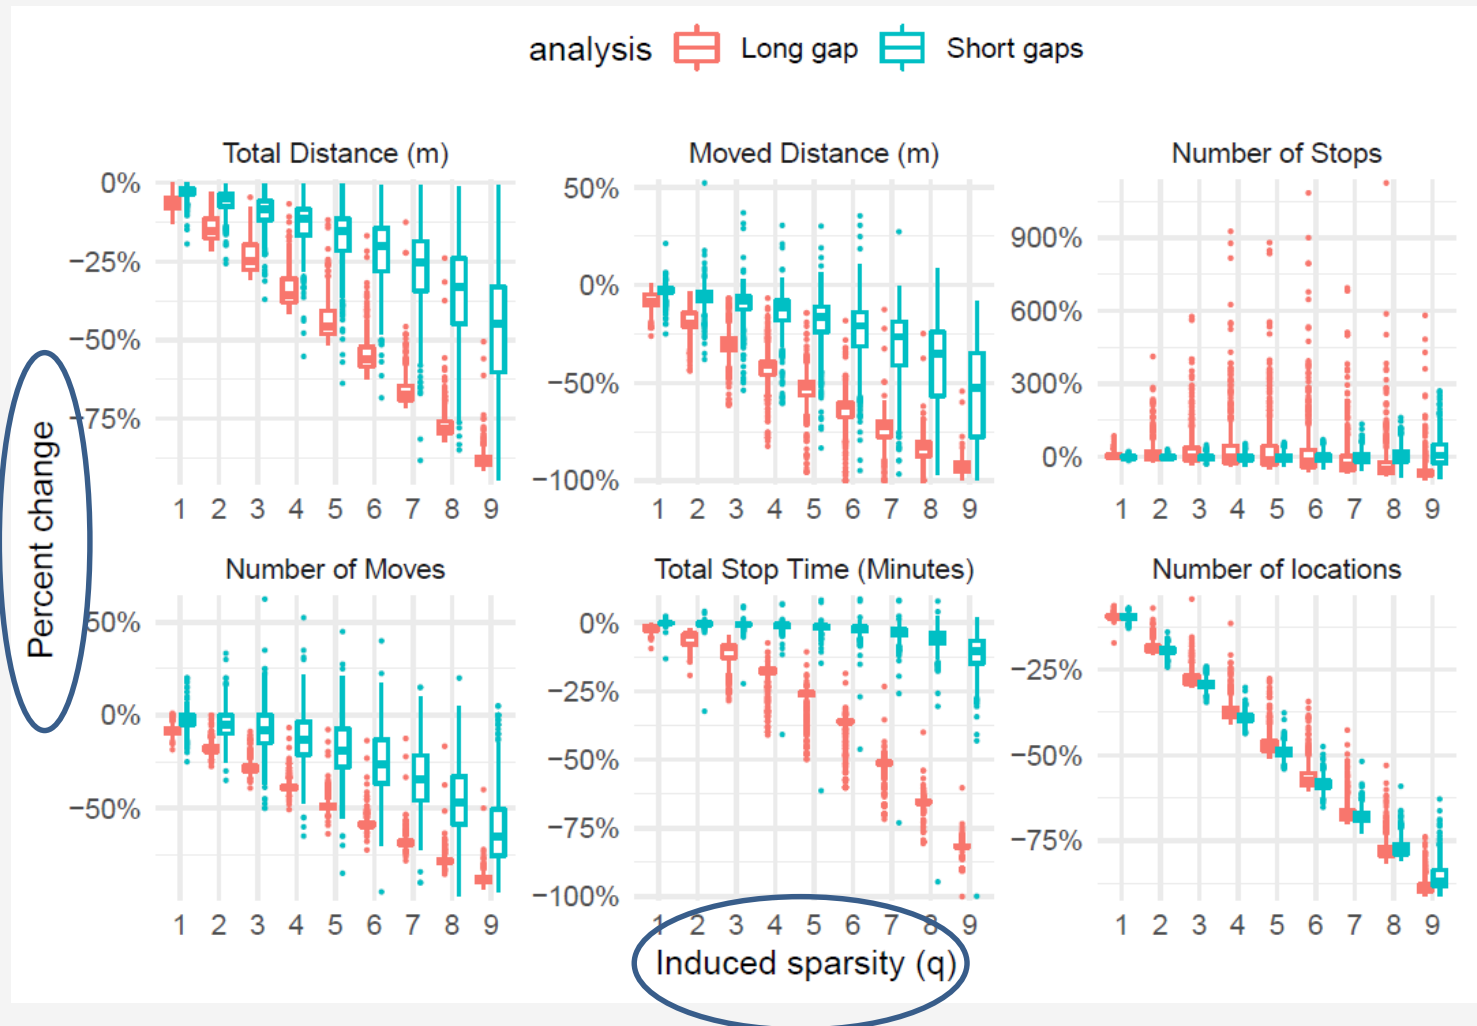 analysis Long gap Short gaps
Total Distance (m) Moved Distance (m) Number of Stops
0%
−25%
−50%
−75%
1 2 3 4 5 6 7 8 9
50%
0%
−50%
−100%
1 2 3 4 5 6 7 8 9
900%
600%
300%
0%
1 2 3 4 5 6 7 8 9
Percent change
Number of Moves Total Stop Time (Minutes) Number of locations
50%
0%
−50%
1 2 3 4 5 6 7 8 9
0%
−25%
−50%
−75%
−100%
1 2 3 4 5 6 7 8 9
−25%
−50%
−75%
1 2 3 4 5 6 7 8 9
Induced sparsity (q)